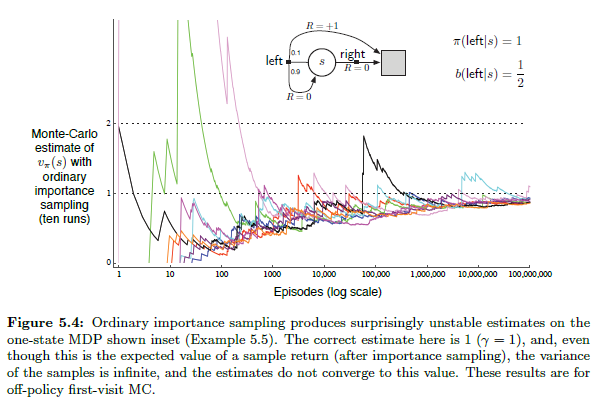 R = +1
π(left|s) = 1
left
0.1
s
right
R = 0
0.9
b(left|s) = 1/2
R = 0
2
Monte-Carlo
estimate of
vπ(s) with
ordinary
importance
sampling
(ten runs)
1
0
1
10
100
1000
10,000
100,000
1,000,000
10,000,000
100,000,000
Episodes (log scale)
Figure 5.4: Ordinary importance sampling produces surprisingly unstable estimates on the
one-state MDP shown inset (Example 5.5). The correct estimate here is 1 (γ = 1), and, even
though this is the expected value of a sample return (after importance sampling), the variance
of the samples is infinite, and the estimates do not converge to this value. These results are for
off-policy first-visit MC.